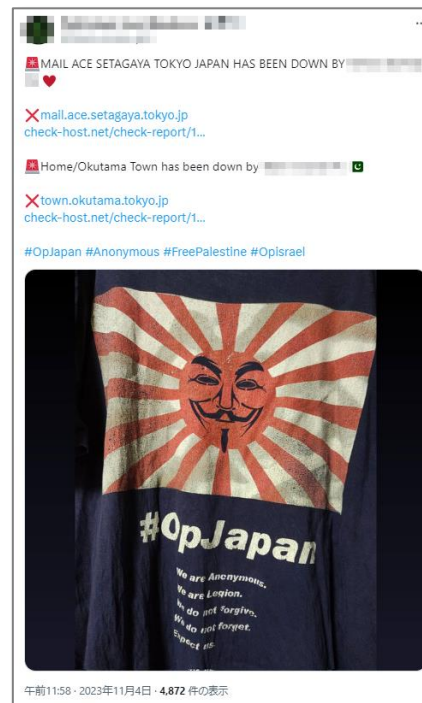 🚨MAIL ACE SETAGAYA TOKYO JAPAN HAS BEEN DOWN BY
❤️
❌mail.ace.setagaya.tokyo.jp
check-host.net/check-report/1...
🚨Home/Okutama Town has been down by 🇵🇰
❌town.okutama.tokyo.jp
check-host.net/check-report/1...
#OpJapan #Anonymous #FreePalestine #Opisrael
#OpJapan
We are Anonymous.
We are Legion.
We do not forgive.
We do not forget.
Expect us.
午前11:58 · 2023年11月4日 · 4,872 件の表示